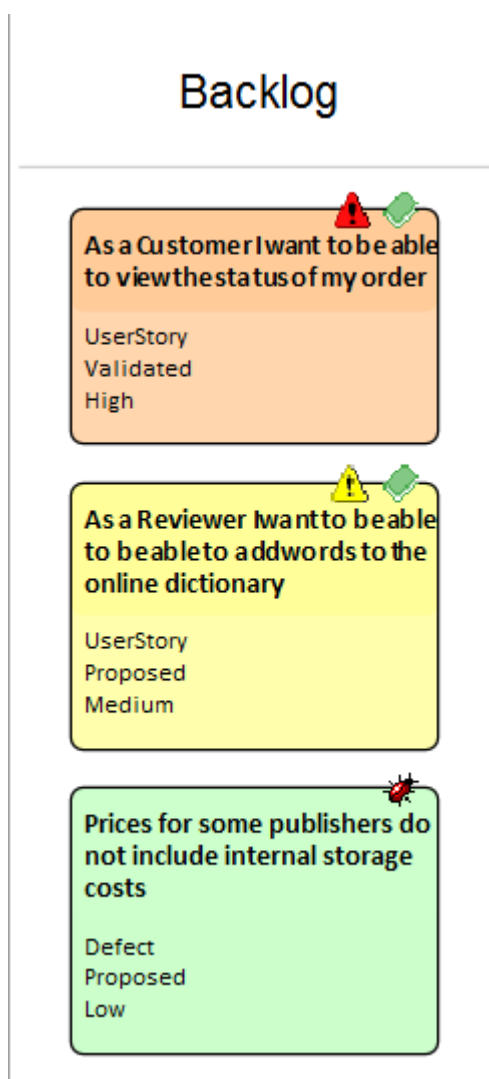 Backlog
As a Customer I want to be able
to view the status of my order
UserStory
Validated
High
As a Reviewer I want to be able
to be able to add words to the
online dictionary
UserStory
Proposed
Medium
Prices for some publishers do
not include internal storage
costs
Defect
Proposed
Low